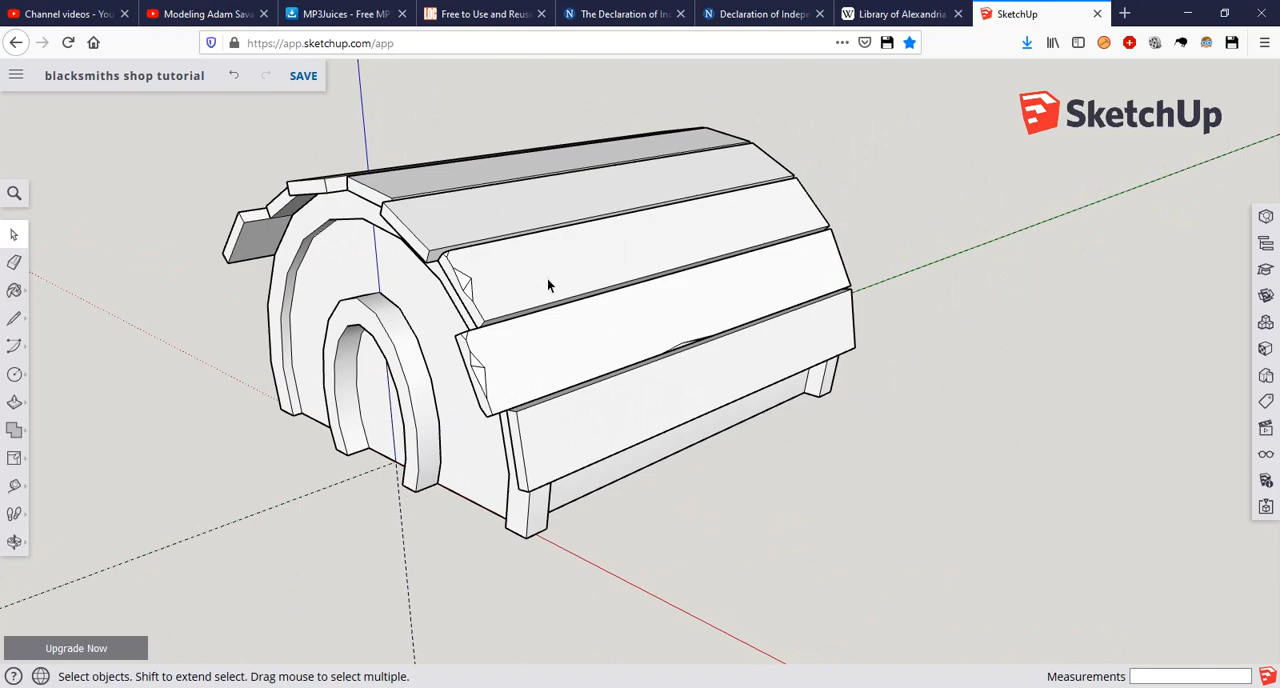 Channel videos - You
Modeling Adam Sava
MP3Juices - Free MP
Free to Use and Reus
The Declaration of In
Declaration of Indepe
Library of Alexandria
SketchUp
https://app.sketchup.com/app
blacksmiths shop tutorial
SAVE
SketchUp
Upgrade Now
Select objects. Shift to extend select. Drag mouse to select multiple.
Measurements